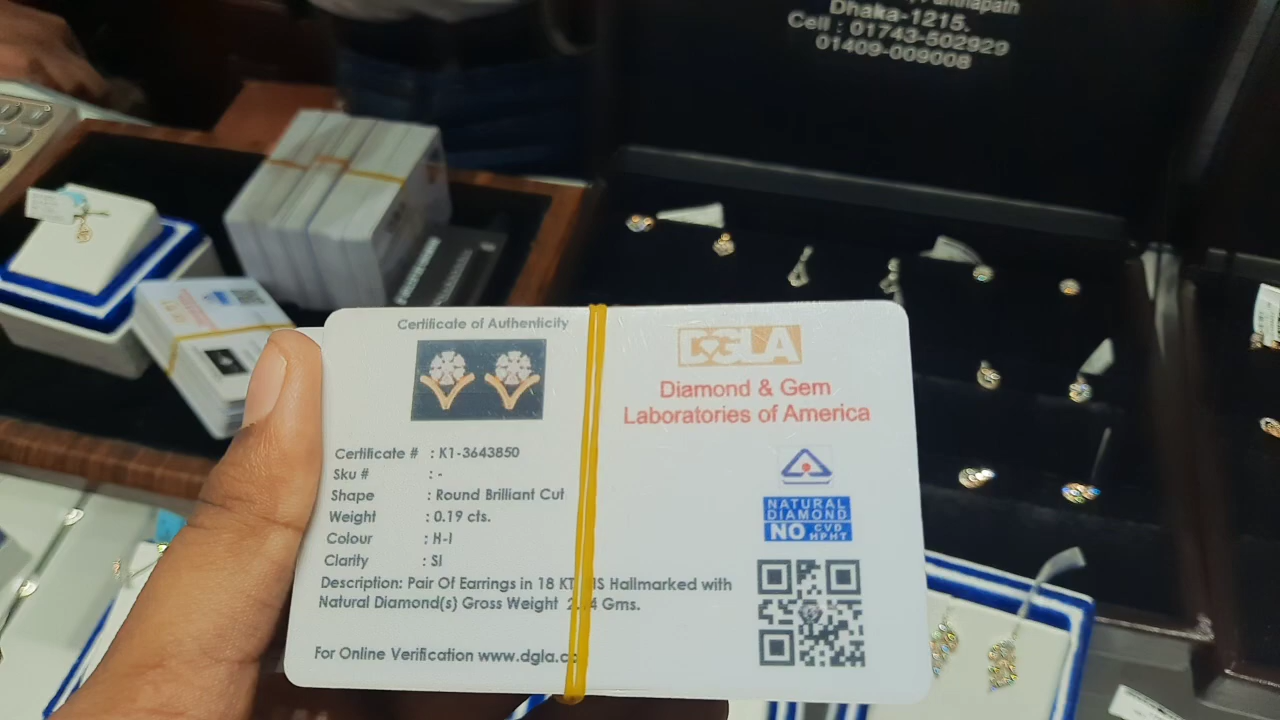 Panthapath
Dhaka-1215.
Cell : 01743-502929
01409-009008
Certificate of Authenticity
Certificate # : K1-3643850
Sku # : -
Shape : Round Brilliant Cut
Weight : 0.19 cts.
Colour : H-I
Clarity : SI
Description: Pair Of Earrings in 18 KT Hallmarked with
Natural Diamond(s) Gross Weight Gms.
For Online Verification
DGLA
Diamond & Gem
Laboratories of America
NATURAL
DIAMOND
NO CVD
HPHT